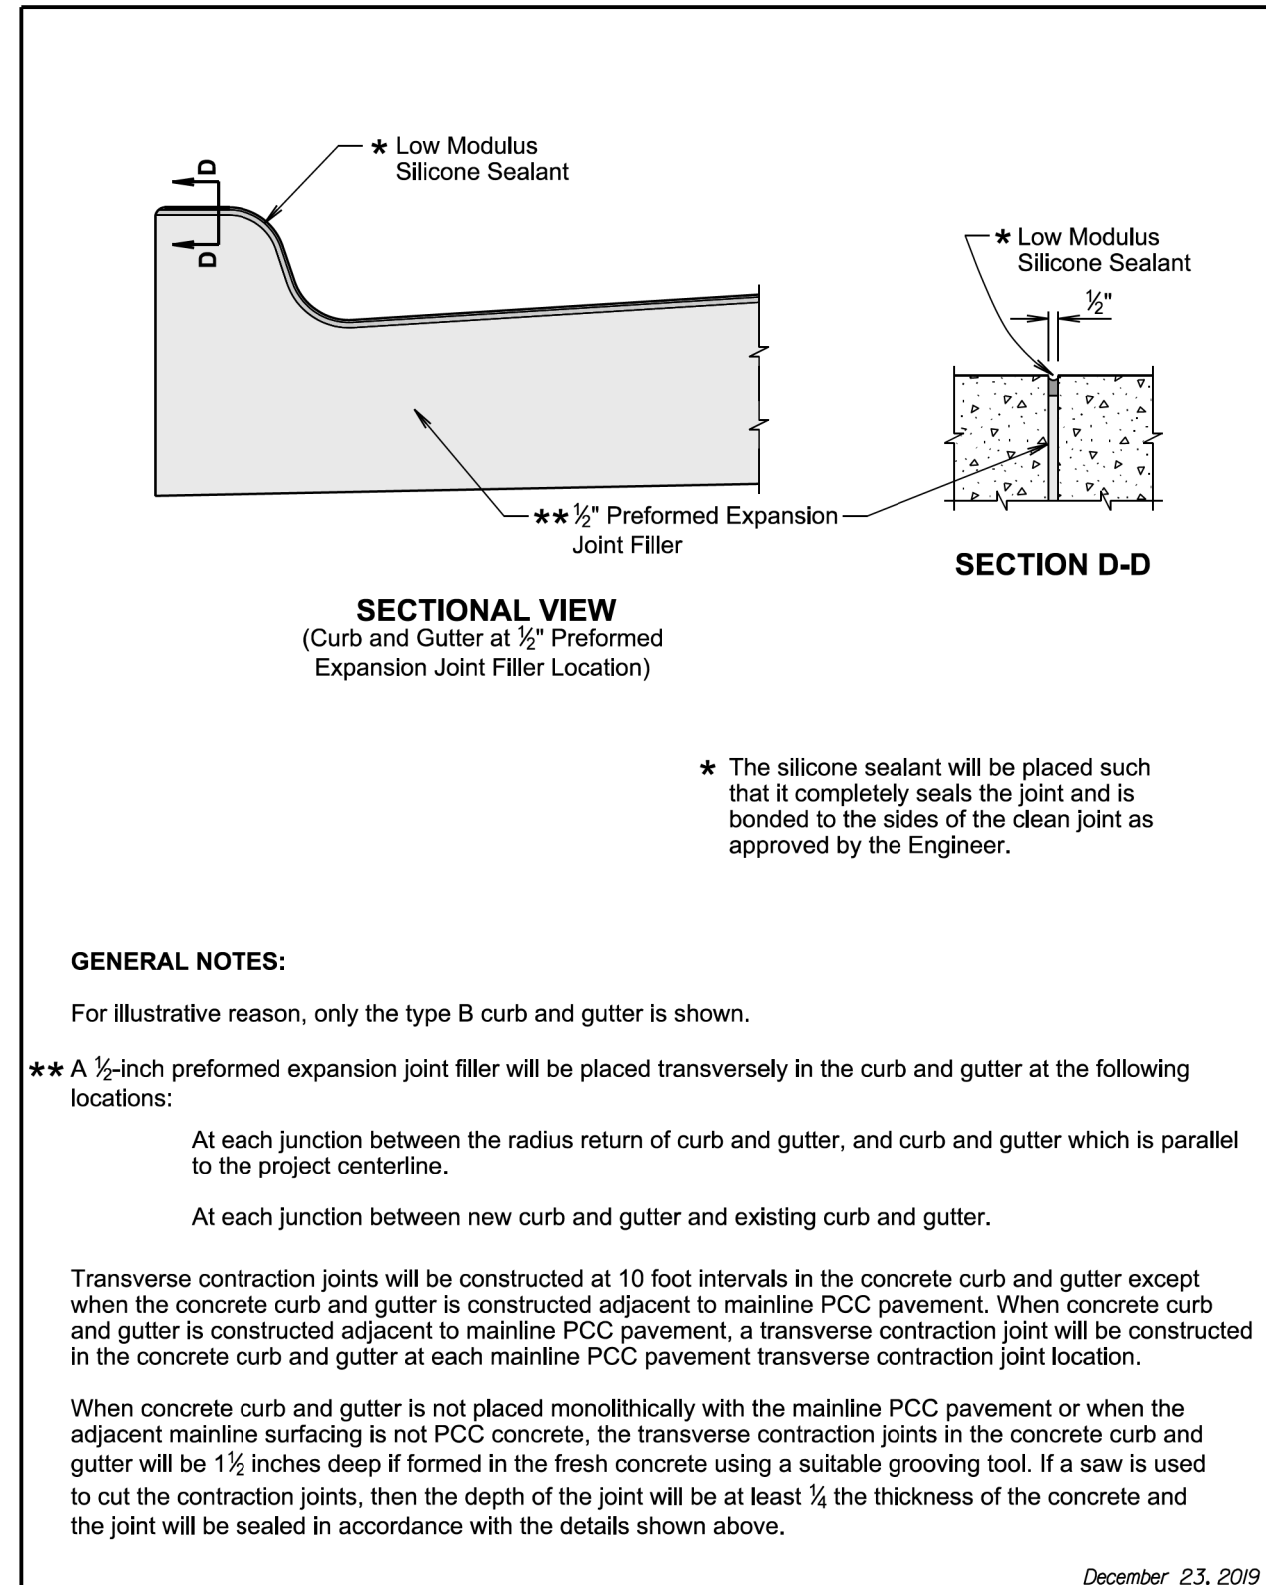 D
D
* Low Modulus
Silicone Sealant
* Low Modulus
Silicone Sealant
½"
** ½" Preformed Expansion
Joint Filler
SECTION D-D
SECTIONAL VIEW
(Curb and Gutter at ½" Preformed
Expansion Joint Filler Location)
* The silicone sealant will be placed such
that it completely seals the joint and is
bonded to the sides of the clean joint as
approved by the Engineer.
GENERAL NOTES:
For illustrative reason, only the type B curb and gutter is shown.
** A ½-inch preformed expansion joint filler will be placed transversely in the curb and gutter at the following
locations:
At each junction between the radius return of curb and gutter, and curb and gutter which is parallel
to the project centerline.
At each junction between new curb and gutter and existing curb and gutter.
Transverse contraction joints will be constructed at 10 foot intervals in the concrete curb and gutter except
when the concrete curb and gutter is constructed adjacent to mainline PCC pavement. When concrete curb
and gutter is constructed adjacent to mainline PCC pavement, a transverse contraction joint will be constructed
in the concrete curb and gutter at each mainline PCC pavement transverse contraction joint location.
When concrete curb and gutter is not placed monolithically with the mainline PCC pavement or when the
adjacent mainline surfacing is not PCC concrete, the transverse contraction joints in the concrete curb and
gutter will be 1½ inches deep if formed in the fresh concrete using a suitable grooving tool. If a saw is used
to cut the contraction joints, then the depth of the joint will be at least ¼ the thickness of the concrete and
the joint will be sealed in accordance with the details shown above.
December 23, 2019